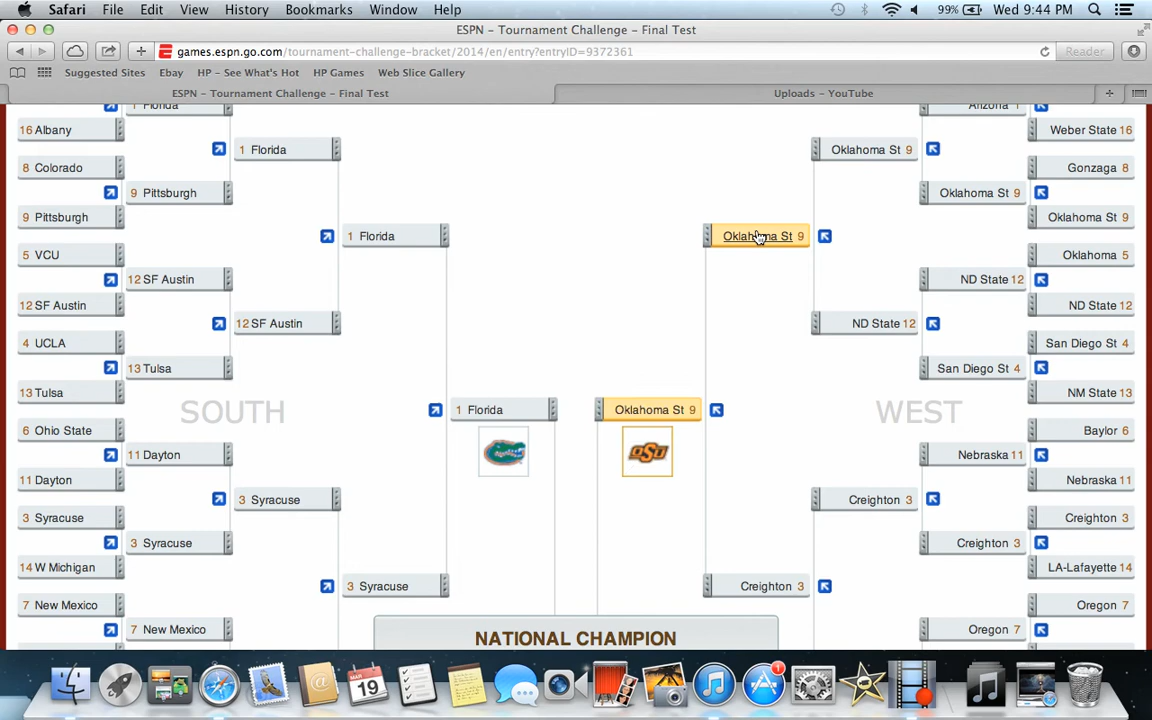 Safari File Edit View History Bookmarks Window Help 99% Wed 9:44 PM
ESPN – Tournament Challenge – Final Test
games.espn.go.com/tournament-challenge-bracket/2014/en/entry?entryID=9372361 Reader
Suggested Sites Ebay HP – See What's Hot HP Games Web Slice Gallery
ESPN – Tournament Challenge – Final Test Uploads – YouTube
1 Florida Arizona 1
16 Albany Weber State 16
1 Florida Oklahoma St 9
8 Colorado Gonzaga 8
9 Pittsburgh Oklahoma St 9
9 Pittsburgh Oklahoma St 9
1 Florida Oklahoma St 9
5 VCU Oklahoma 5
12 SF Austin ND State 12
12 SF Austin ND State 12
12 SF Austin ND State 12
4 UCLA San Diego St 4
13 Tulsa San Diego St 4
13 Tulsa NM State 13
1 Florida Oklahoma St 9
SOUTH WEST
6 Ohio State Baylor 6
OSU
11 Dayton Nebraska 11
11 Dayton Nebraska 11
3 Syracuse Creighton 3
3 Syracuse Creighton 3
3 Syracuse Creighton 3
14 W Michigan LA-Lafayette 14
3 Syracuse Creighton 3
7 New Mexico Oregon 7
7 New Mexico Oregon 7
NATIONAL CHAMPION
MAR
19
1